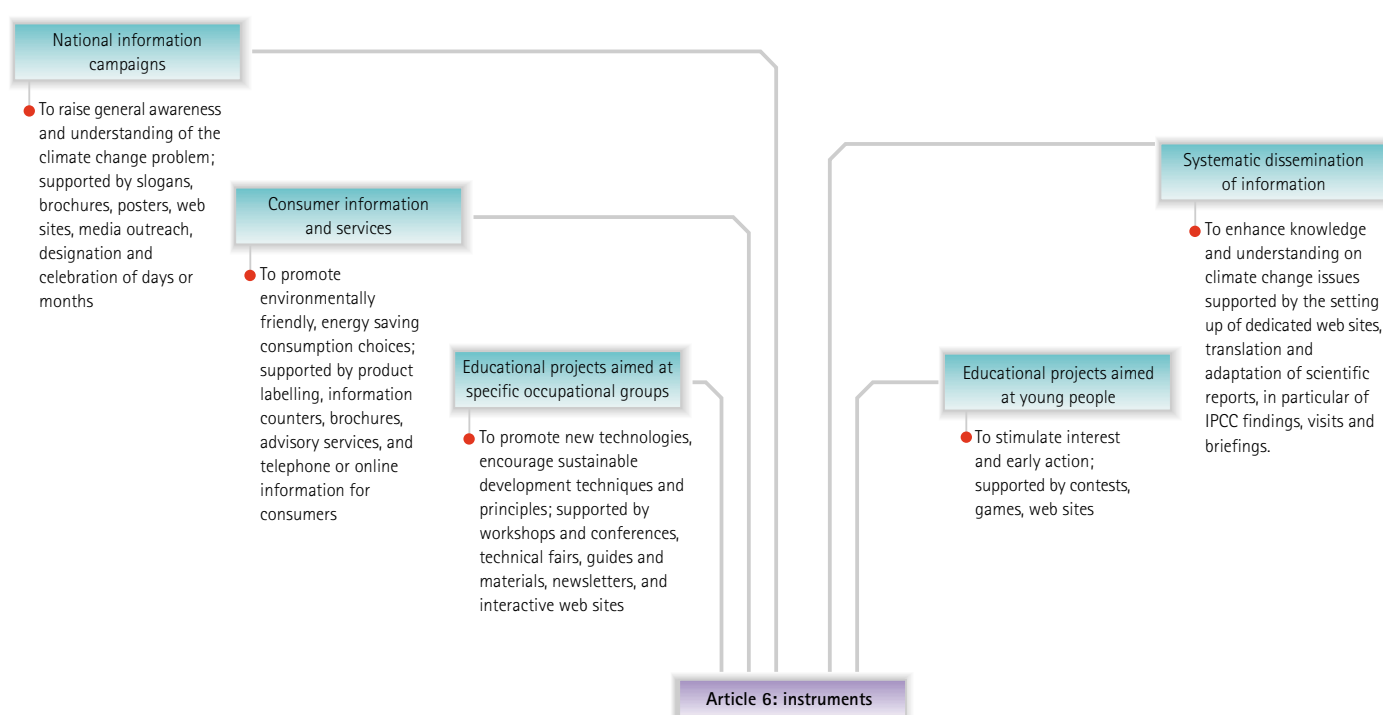 National information
campaigns
To raise general awareness
and understanding of the
climate change problem;
supported by slogans,
brochures, posters, web
sites, media outreach,
designation and
celebration of days or
months
Consumer information
and services
To promote
environmentally
friendly, energy saving
consumption choices;
supported by product
labelling, information
counters, brochures,
advisory services, and
telephone or online
information for
consumers
Educational projects aimed at
specific occupational groups
To promote new technologies,
encourage sustainable
development techniques and
principles; supported by
workshops and conferences,
technical fairs, guides and
materials, newsletters, and
interactive web sites
Educational projects aimed
at young people
To stimulate interest
and early action;
supported by contests,
games, web sites
Systematic dissemination
of information
To enhance knowledge
and understanding on
climate change issues
supported by the setting
up of dedicated web sites,
translation and
adaptation of scientific
reports, in particular of
IPCC findings, visits and
briefings.
Article 6: instruments